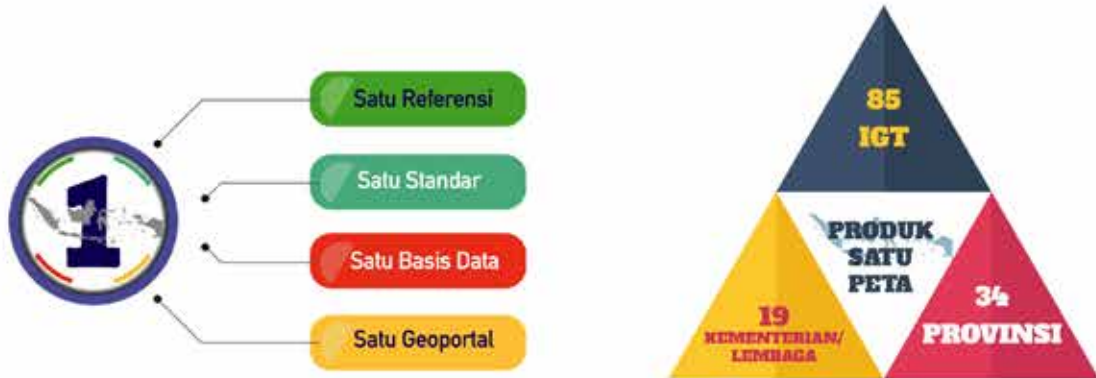 1
Satu Referensi
Satu Standar
Satu Basis Data
Satu Geoportal
85
IGT
PRODUK
SATU
PETA
19
KEMENTERIAN/
LEMBAGA
34
PROVINSI